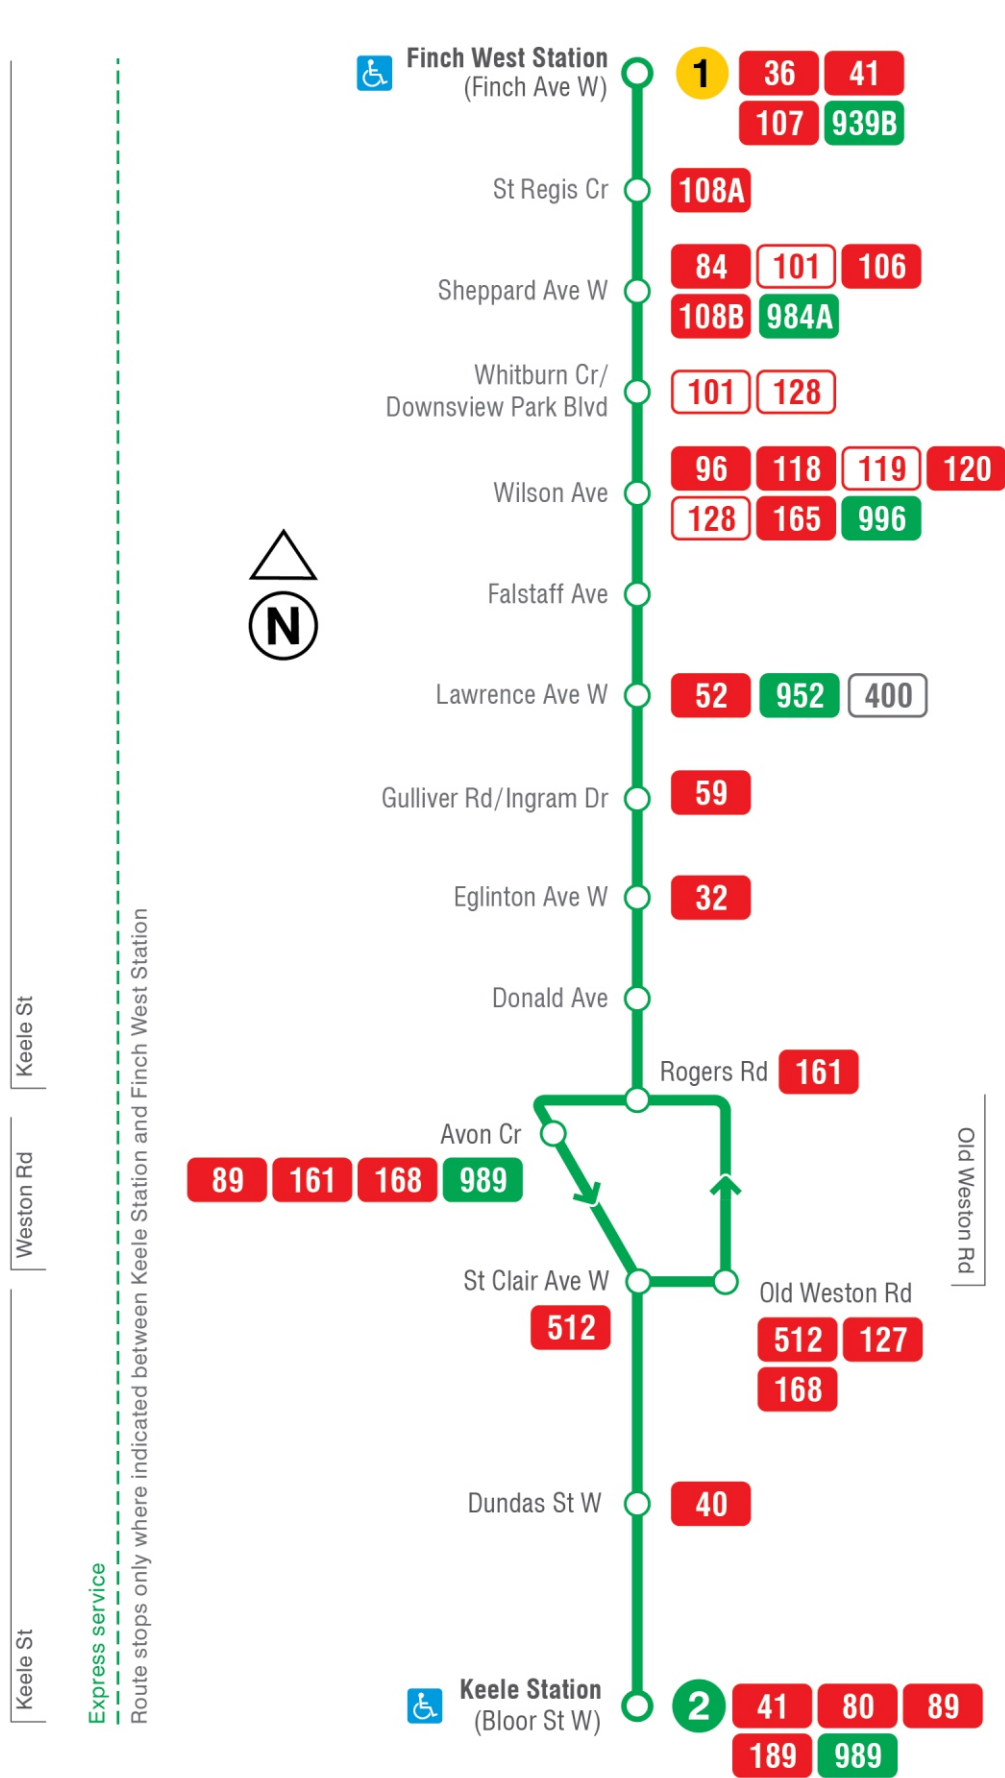 Finch West Station
(Finch Ave W)
1 36 41
107 939B
St Regis Cr
108A
Sheppard Ave W
84 101 106
108B 984A
Whitburn Cr/
Downsview Park Blvd
101 128
Wilson Ave
96 118 119 120
128 165 996
N
Falstaff Ave
Lawrence Ave W
52 952 400
Gulliver Rd/Ingram Dr
59
Eglinton Ave W
32
Donald Ave
Rogers Rd 161
Avon Cr
89 161 168 989
St Clair Ave W
512
Old Weston Rd
512 127
168
Dundas St W
40
Keele Station
(Bloor St W)
2 41 80 89
189 989
Keele St
Weston Rd
Keele St
Express service
Route stops only where indicated between Keele Station and Finch West Station
Old Weston Rd